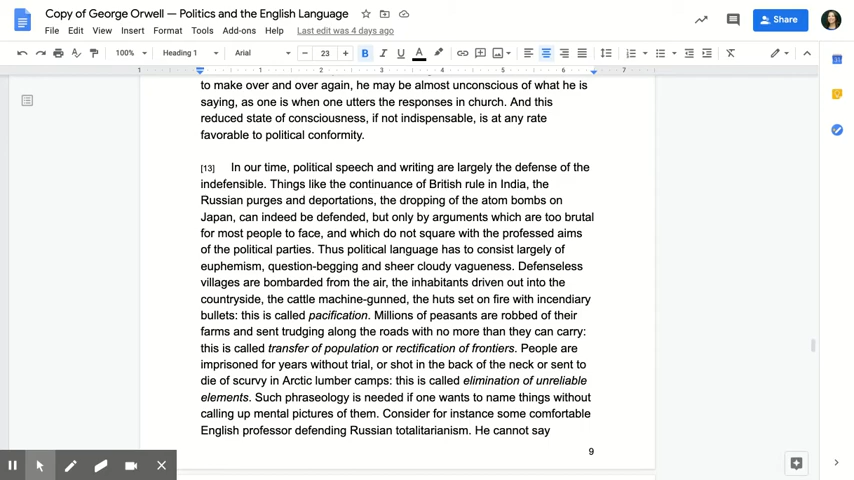 Copy of George Orwell — Politics and the English Language
File Edit View Insert Format Tools Add-ons Help Last edit was 4 days ago
Share
100% Heading 1 Arial 23 B I U A
1 1 2 3 4 5 6 7
to make over and over again, he may be almost unconscious of what he is
saying, as one is when one utters the responses in church. And this
reduced state of consciousness, if not indispensable, is at any rate
favorable to political conformity.
[13] In our time, political speech and writing are largely the defense of the
indefensible. Things like the continuance of British rule in India, the
Russian purges and deportations, the dropping of the atom bombs on
Japan, can indeed be defended, but only by arguments which are too brutal
for most people to face, and which do not square with the professed aims
of the political parties. Thus political language has to consist largely of
euphemism, question-begging and sheer cloudy vagueness. Defenseless
villages are bombarded from the air, the inhabitants driven out into the
countryside, the cattle machine-gunned, the huts set on fire with incendiary
bullets: this is called pacification. Millions of peasants are robbed of their
farms and sent trudging along the roads with no more than they can carry:
this is called transfer of population or rectification of frontiers. People are
imprisoned for years without trial, or shot in the back of the neck or sent to
die of scurvy in Arctic lumber camps: this is called elimination of unreliable
elements. Such phraseology is needed if one wants to name things without
calling up mental pictures of them. Consider for instance some comfortable
English professor defending Russian totalitarianism. He cannot say
9